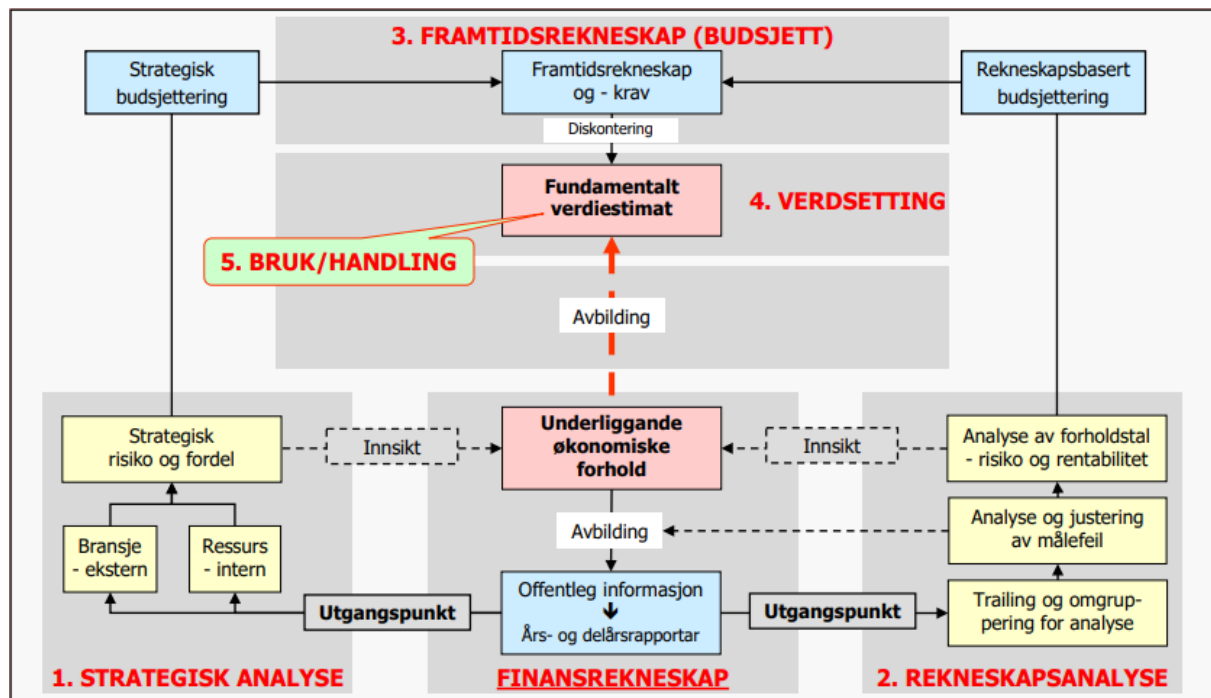 3. FRAMTIDSREKNESKAP (BUDSJETT)
Strategisk
budsjettering
Framtidsrekneskap
og - krav
Rekneskapsbasert
budsjettering
Diskontering
Fundamentalt
verdiestimat
4. VERDSETTING
5. BRUK/HANDLING
Avbilding
Strategisk
risiko og fordel
Innsikt
Underliggande
økonomiske
forhold
Innsikt
Analyse av forholdstal
- risiko og rentabilitet
Bransje
- ekstern
Ressurs
- intern
Avbilding
Analyse og justering
av målefeil
Utgangspunkt
Offentleg informasjon
Års- og delårsrapportar
Utgangspunkt
Trailing og omgrup-
pering for analyse
1. STRATEGISK ANALYSE
FINANSREKNESKAP
2. REKNESKAPSANALYSE